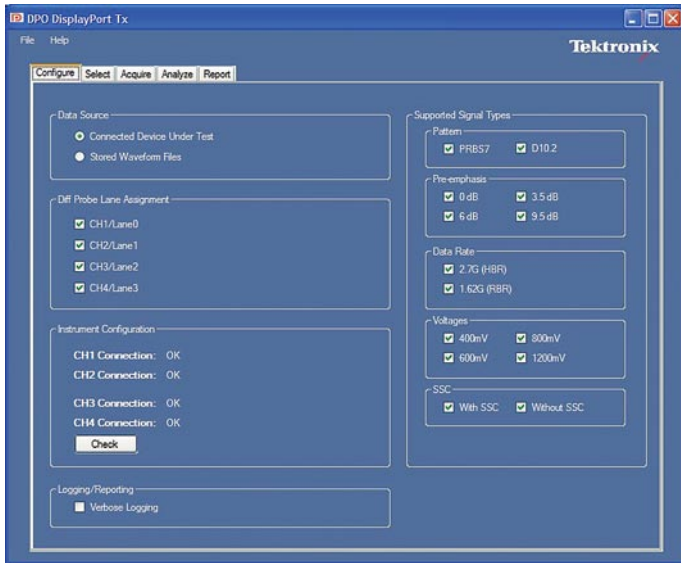 DPO DisplayPort Tx
File Help
Tektronix
Configure Select Acquire Analyze Report
Data Source
Connected Device Under Test
Stored Waveform Files
Diff Probe Lane Assignment
CH1/Lane0
CH2/Lane1
CH3/Lane2
CH4/Lane3
Instrument Configuration
CH1 Connection: OK
CH2 Connection: OK
CH3 Connection: OK
CH4 Connection: OK
Check
Logging/Reporting
Verbose Logging
Supported Signal Types
Pattern
PRBS7 D10.2
Pre-emphasis
0 dB 3.5 dB
6 dB 9.5 dB
Data Rate
2.7G (HBR)
1.62G (RBR)
Voltages
400mV 800mV
600mV 1200mV
SSC
With SSC Without SSC